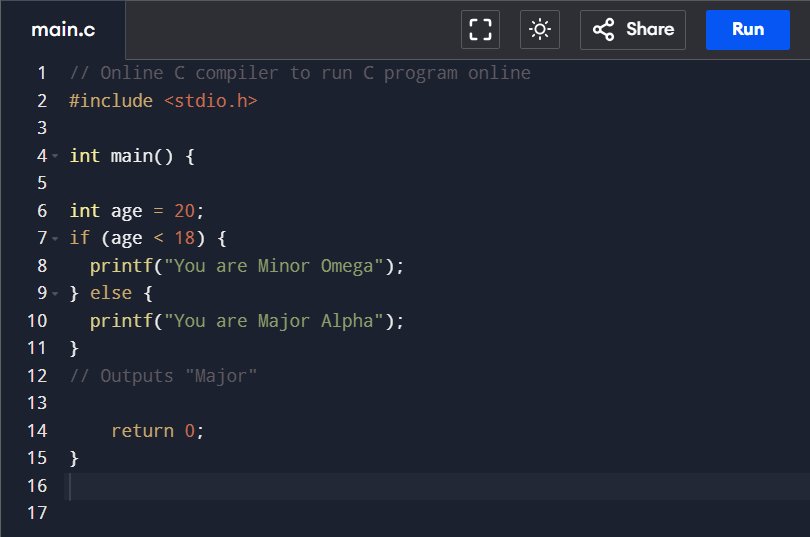 main.c Share Run
1 // Online C compiler to run C program online
2 #include <stdio.h>
3
4 int main() {
5
6 int age = 20;
7 if (age < 18) {
8   printf("You are Minor Omega");
9 } else {
10   printf("You are Major Alpha");
11 }
12 // Outputs "Major"
13
14     return 0;
15 }
16
17